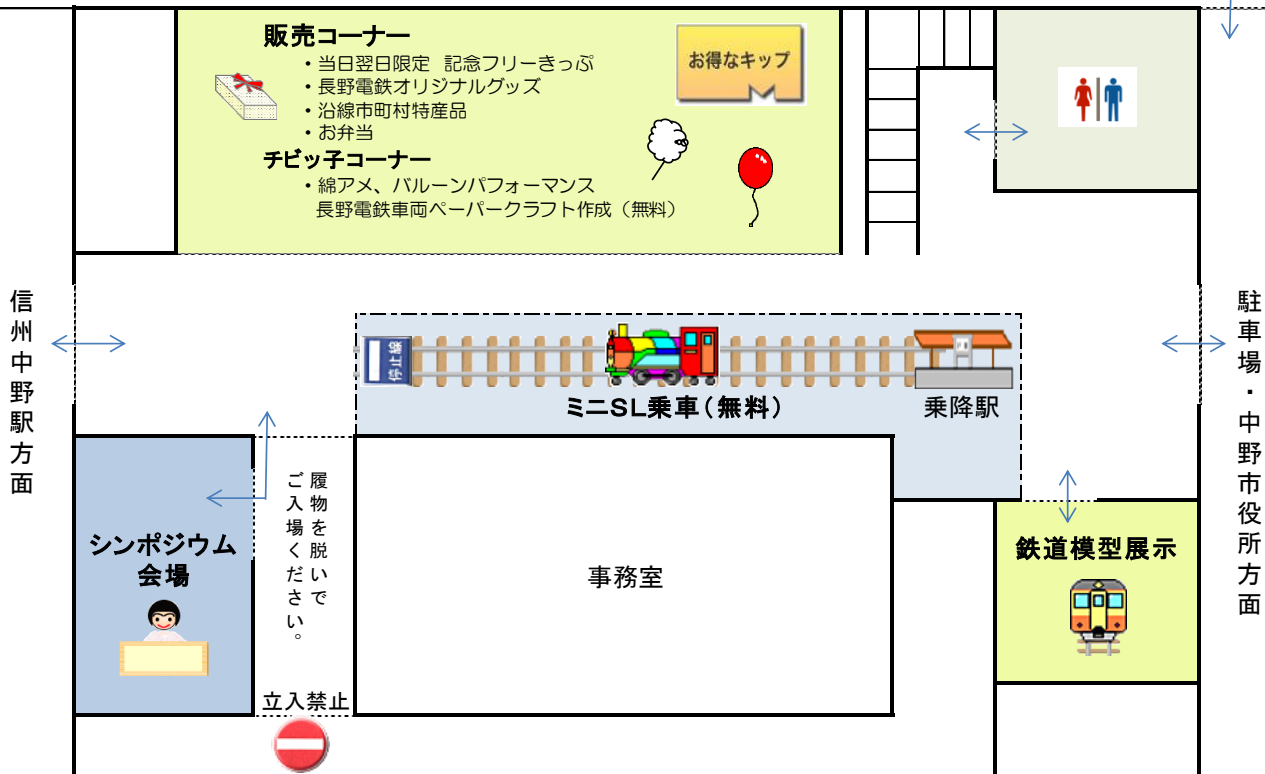 販売コーナー
・当日翌日限定 記念フリーきっぷ
・長野電鉄オリジナルグッズ
・沿線市町村特産品
・お弁当
お得なキップ
チビッ子コーナー
・綿アメ、バルーンパフォーマンス
長野電鉄車両ペーパークラフト作成（無料）
信州中野駅方面
駐車場・中野市役所方面
停止線
ミニSL乗車（無料）
乗降駅
シンポジウム
会場
履物を脱いで
ご入場ください。
事務室
鉄道模型展示
立入禁止